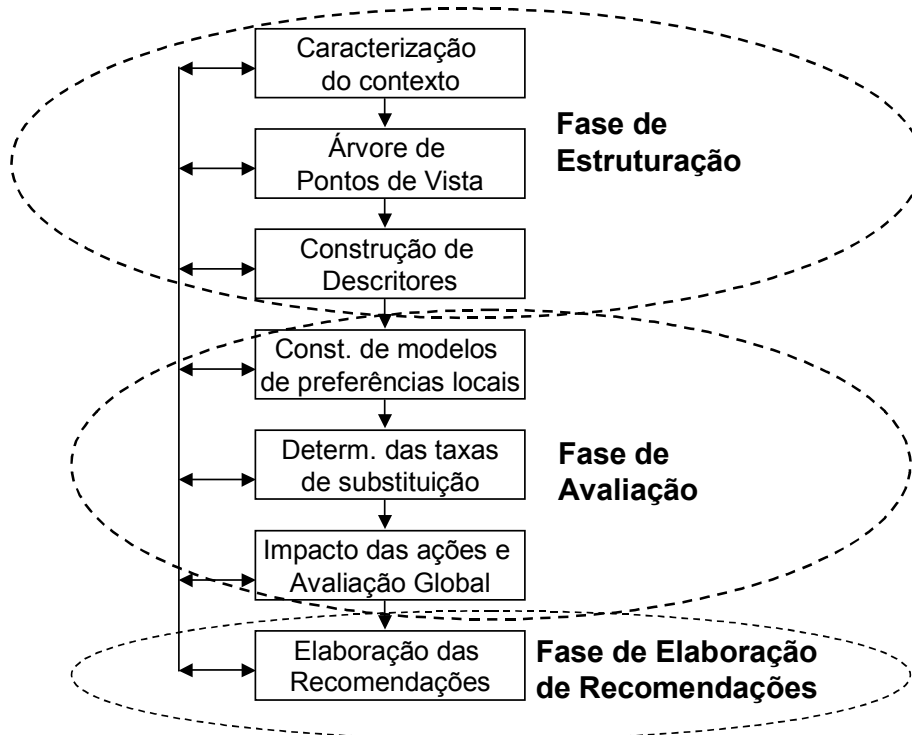 Caracterização
do contexto
Árvore de
Pontos de Vista
Fase de
Estruturação
Construção de
Descritores
Const. de modelos
de preferências locais
Determ. das taxas
de substituição
Fase de
Avaliação
Impacto das ações e
Avaliação Global
Elaboração das
Recomendações
Fase de Elaboração
de Recomendações